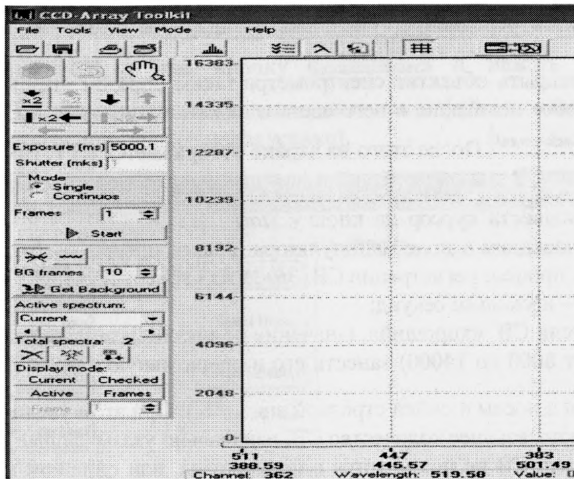 CCD-Array Toolkit
File Tools View Mode Help
x2
x2
Exposure (ms) 5000.1
Shutter (mks) 1
Mode
Single
Continuos
Frames 1
Start
BG frames 10
Get Background
Active spectrum:
Current
Total spectra: 2
Display mode:
Current Checked
Active Frames
Frame 1
16383
14335
12287
10239
8192
6144
4096
2048
0
511 447 383
388.59 445.57 501.49
Channel: 362 Wavelength: 519.58 Value: